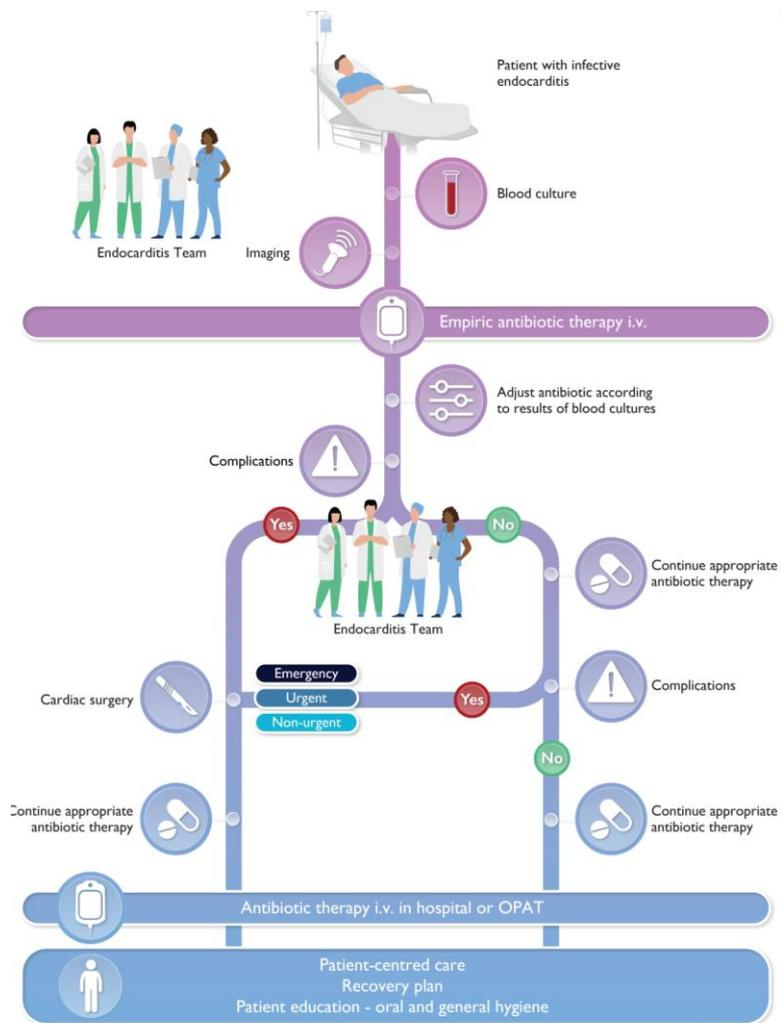 Patient with infective
endocarditis
Blood culture
Endocarditis Team
Imaging
Empiric antibiotic therapy i.v.
Adjust antibiotic according
to results of blood cultures
Complications
Yes
No
Continue appropriate
antibiotic therapy
Endocarditis Team
Emergency
Cardiac surgery
Urgent
Yes
Complications
Non-urgent
No
Continue appropriate
antibiotic therapy
Continue appropriate
antibiotic therapy
Antibiotic therapy i.v. in hospital or OPAT
Patient-centred care
Recovery plan
Patient education - oral and general hygiene